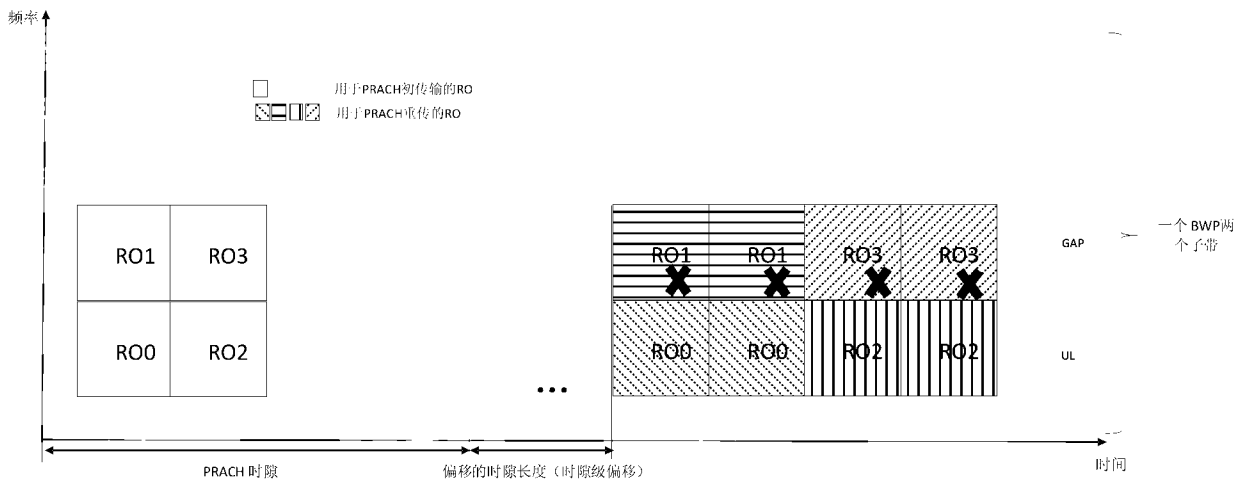 频率
用于PRACH初传输的RO
用于PRACH重传的RO
RO1 RO3 RO1 RO1 RO3 RO3 GAP
一个 BWP两
个子带
RO0 RO2 RO0 RO0 RO2 RO2 UL
...
PRACH 时隙 偏移的时隙长度（时隙级偏移） 时间